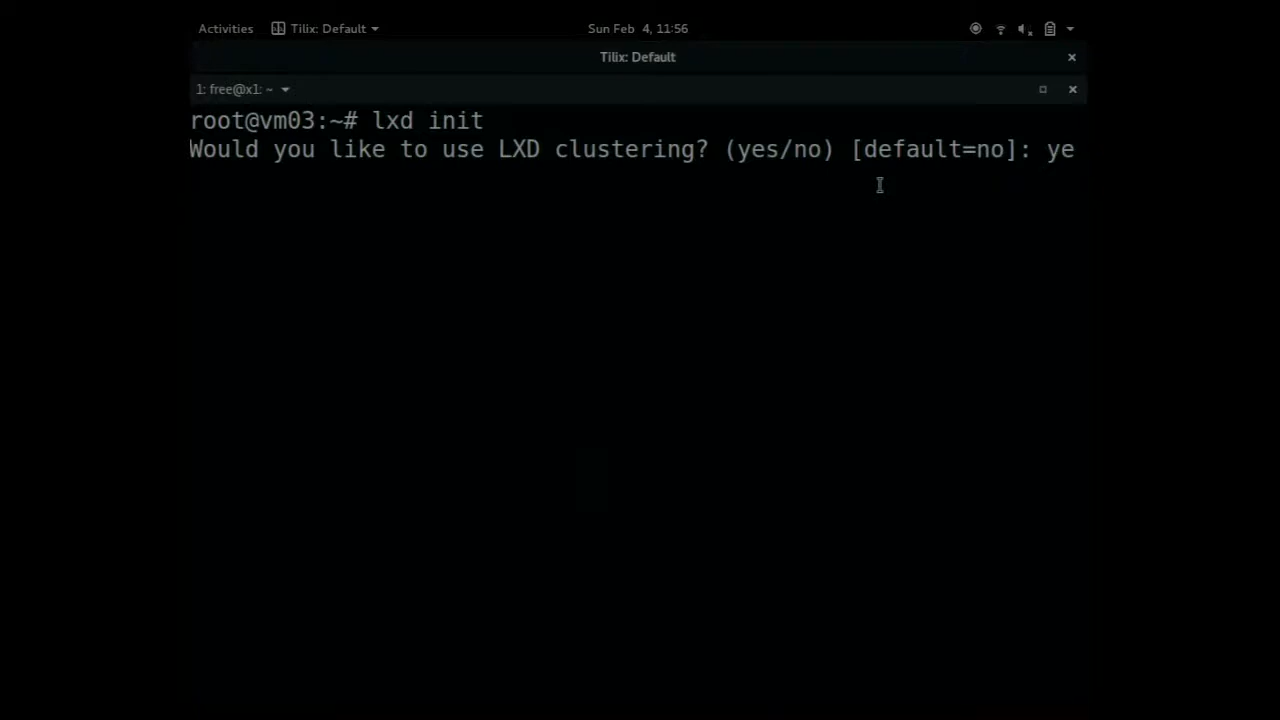 Activities Tilix: Default Sun Feb 4, 11:56
Tilix: Default
1: free@x1: ~
root@vm03:~# lxd init
Would you like to use LXD clustering? (yes/no) [default=no]: ye